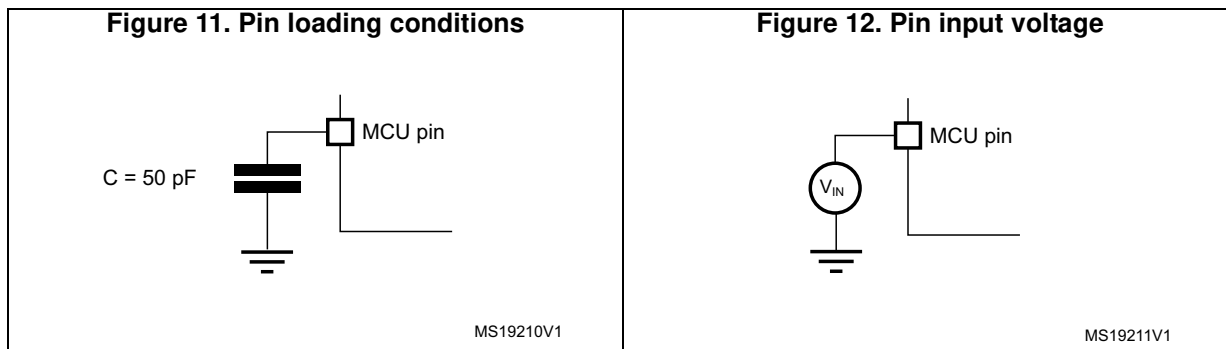 Figure 11. Pin loading conditions
MCU pin
C = 50 pF
MS19210V1
Figure 12. Pin input voltage
MCU pin
VIN
MS19211V1